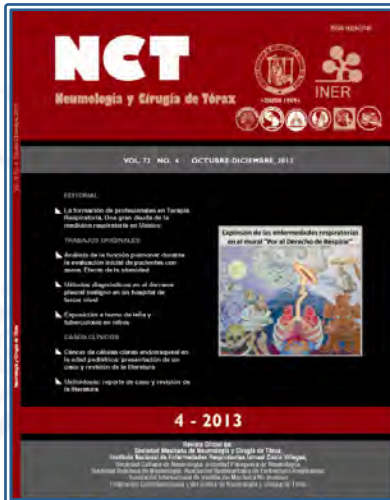 NCT
Neumología y Cirugía de Tórax
INER
VOL. 72 NO. 4 OCTUBRE-DICIEMBRE, 2013
EDITORIAL
La formación de profesionales en Terapia
Respiratoria. Una gran deuda de la
medicina respiratoria en México
TRABAJOS ORIGINALES
Análisis de la función pulmonar durante
la evaluación inicial de pacientes con
asma. Efecto de la obesidad
Métodos diagnósticos en el derrame
pleural maligno en un hospital de
tercer nivel
Exposición a humo de leña y
tuberculosis en niños
CASOS CLÍNICOS
Cáncer de células claras endotraqueal en
la edad pediátrica: presentación de un
caso y revisión de la literatura
reporte de caso y revisión de
la literatura
Explosión de las enfermedades respiratorias
en el mural "Por el Derecho de Respirar"
4 - 2013
Revista Oficial de:
Sociedad Mexicana de Neumología y Cirugía de Tórax,
Instituto Nacional de Enfermedades Respiratorias Ismael Cosío Villegas,